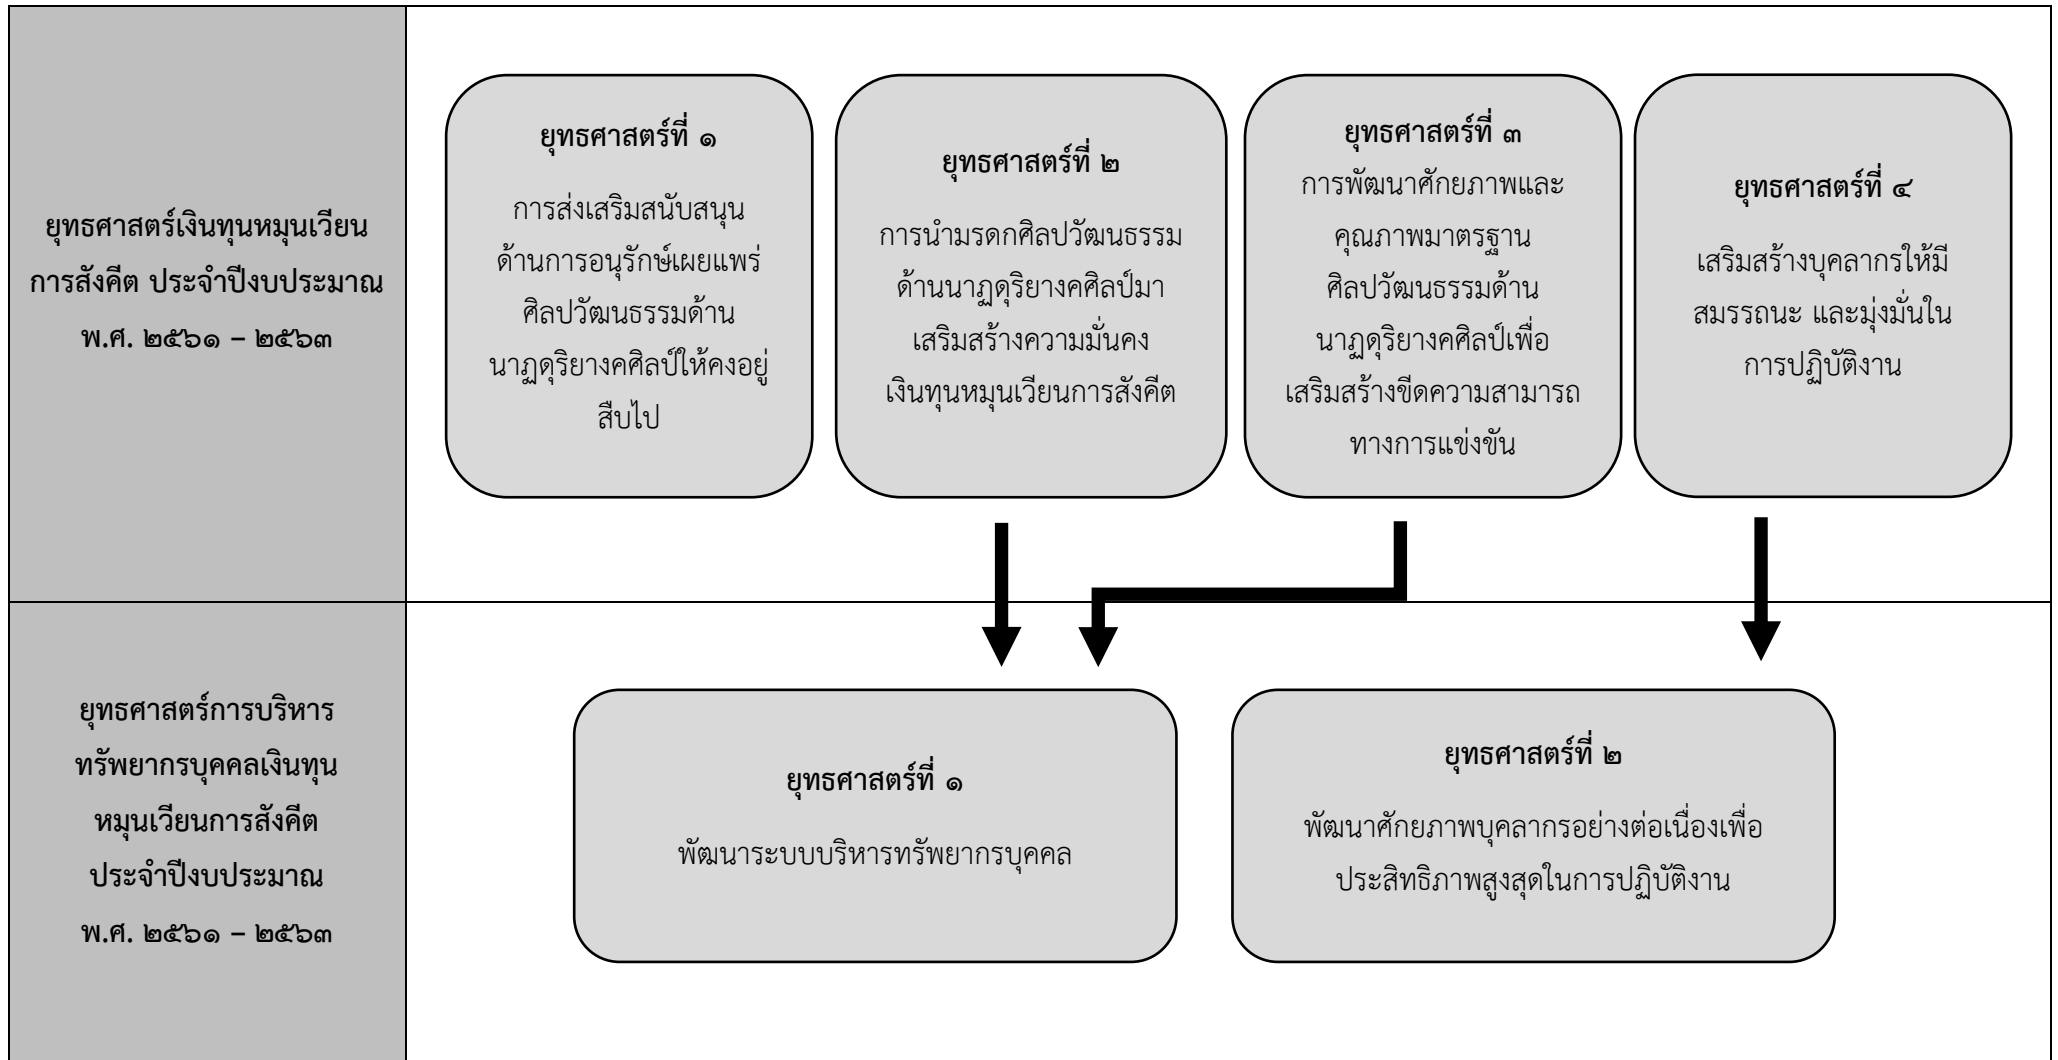 ยุทธศาสตร์เงินทุนหมุนเวียน
การสังคีต ประจำปีงบประมาณ
พ.ศ. ๒๕๖๑ – ๒๕๖๓
ยุทธศาสตร์ที่ ๑
การส่งเสริมสนับสนุน
ด้านการอนุรักษ์เผยแพร่
ศิลปวัฒนธรรมด้าน
นาฏดุริยางคศิลป์ให้คงอยู่
สืบไป
ยุทธศาสตร์ที่ ๒
การนำมรดกศิลปวัฒนธรรม
ด้านนาฏดุริยางคศิลป์มา
เสริมสร้างความมั่นคง
เงินทุนหมุนเวียนการสังคีต
ยุทธศาสตร์ที่ ๓
การพัฒนาศักยภาพและ
คุณภาพมาตรฐาน
ศิลปวัฒนธรรมด้าน
นาฏดุริยางคศิลป์เพื่อ
เสริมสร้างขีดความสามารถ
ทางการแข่งขัน
ยุทธศาสตร์ที่ ๔
เสริมสร้างบุคลากรให้มี
สมรรถนะ และมุ่งมั่นใน
การปฏิบัติงาน
ยุทธศาสตร์การบริหาร
ทรัพยากรบุคคลเงินทุน
หมุนเวียนการสังคีต
ประจำปีงบประมาณ
พ.ศ. ๒๕๖๑ – ๒๕๖๓
ยุทธศาสตร์ที่ ๑
พัฒนาระบบบริหารทรัพยากรบุคคล
ยุทธศาสตร์ที่ ๒
พัฒนาศักยภาพบุคลากรอย่างต่อเนื่องเพื่อ
ประสิทธิภาพสูงสุดในการปฏิบัติงาน